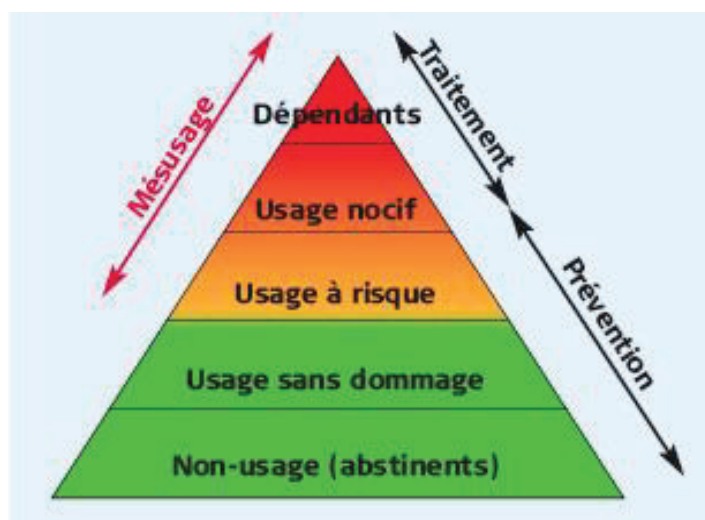 Mésusage
Traitement
Dépendants
Usage nocif
Usage à risque
Prévention
Usage sans dommage
Non-usage (abstinents)